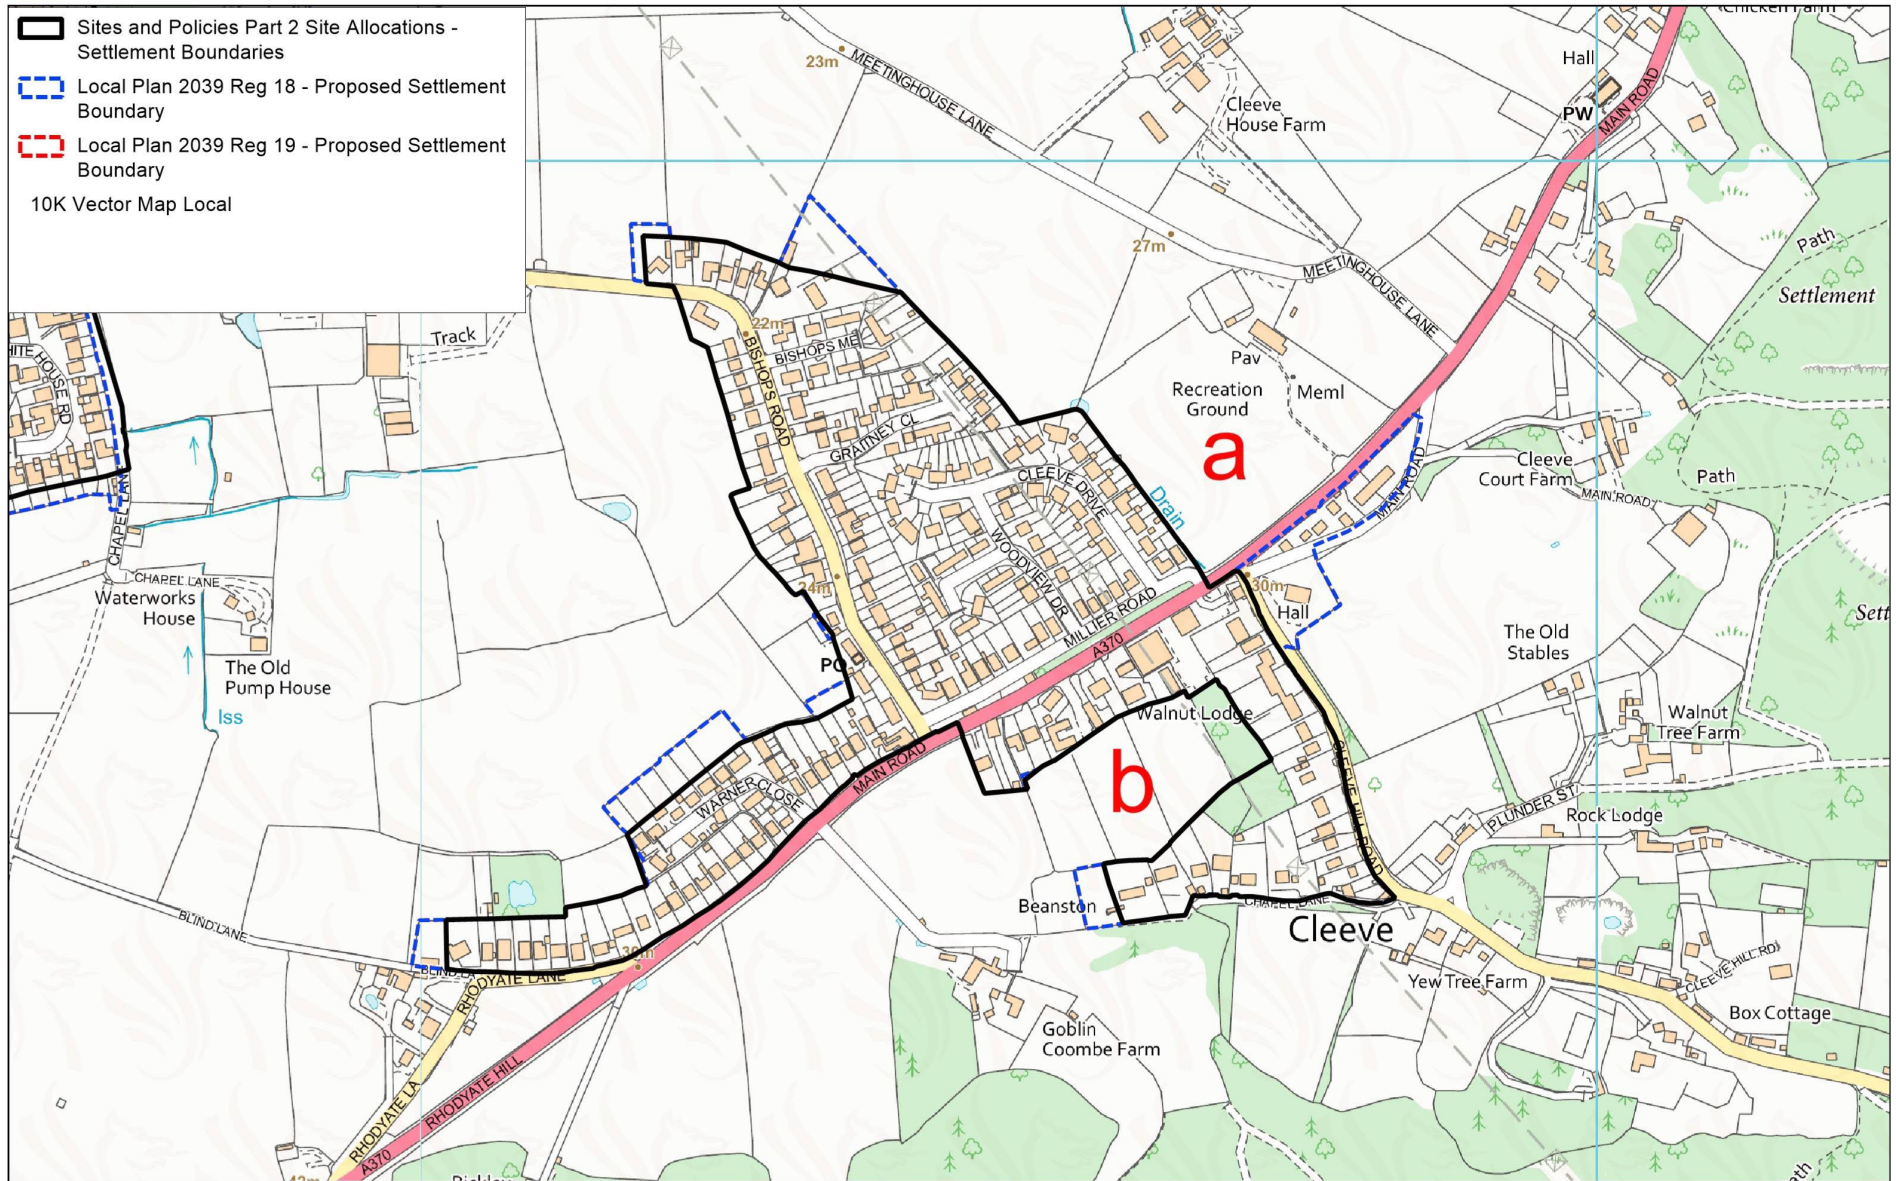 Sites and Policies Part 2 Site Allocations -
Settlement Boundaries
Local Plan 2039 Reg 18 - Proposed Settlement
Boundary
Local Plan 2039 Reg 19 - Proposed Settlement
Boundary
10K Vector Map Local
23m
MEETINGHOUSE LANE
Cleeve
House Farm
Hall
PW
MAIN ROAD
27m
MEETINGHOUSE LANE
Path
Settlement
Track
22m
BISHOPS ME
BISHOPS ROAD
Pav
Meml
Recreation
Ground
a
GRAITNEY CL
CLEEVE DRIVE
Drain
MAIN ROAD
Cleeve
Court Farm
MAIN ROAD
Path
CHAPEL LANE
CHAPEL LANE
Waterworks
House
The Old
Pump House
Iss
WOODVIEW DR
24m
30m
Hall
MILLIER ROAD
A370
PO
The Old
Stables
Walnut Lodge
Walnut
Tree Farm
b
MAIN ROAD
WARNER CLOSE
CLEEVE HILL ROAD
PLUNDER ST
Rock Lodge
BLIND LANE
Beanston
CHAPEL LANE
Cleeve
30m
BLIND LA
RHODYATE LANE
Yew Tree Farm
CLEEVE HILL RD
Box Cottage
Goblin
Coombe Farm
RHODYATE HILL
RHODYATE LA
A370